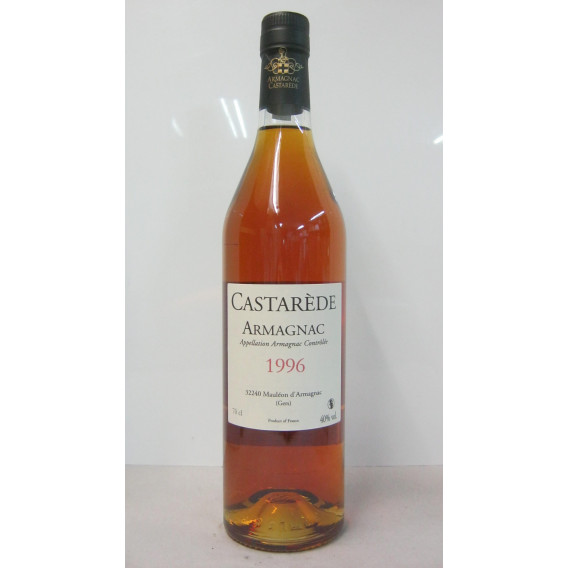 ARMAGNAC
CASTARÈDE
CASTARÈDE
ARMAGNAC
Appellation Armagnac Contrôlée
1996
32240 Mauléon d'Armagnac
(Gers)
70 cl
40% vol.
Product of France